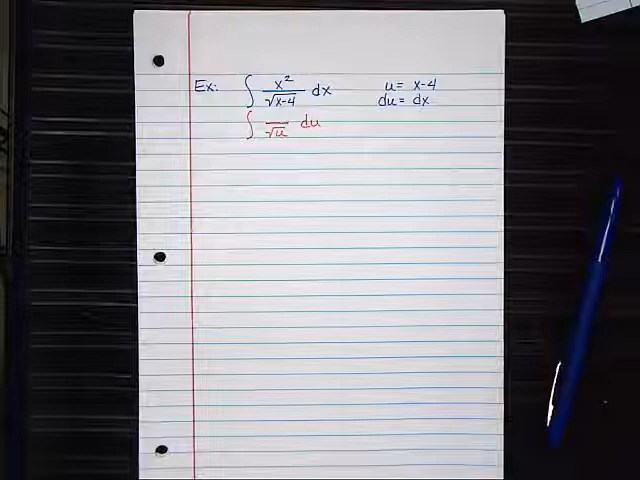 Ex: ∫ x²/√(x-4) dx u = x-4
du = dx
∫ /√u du